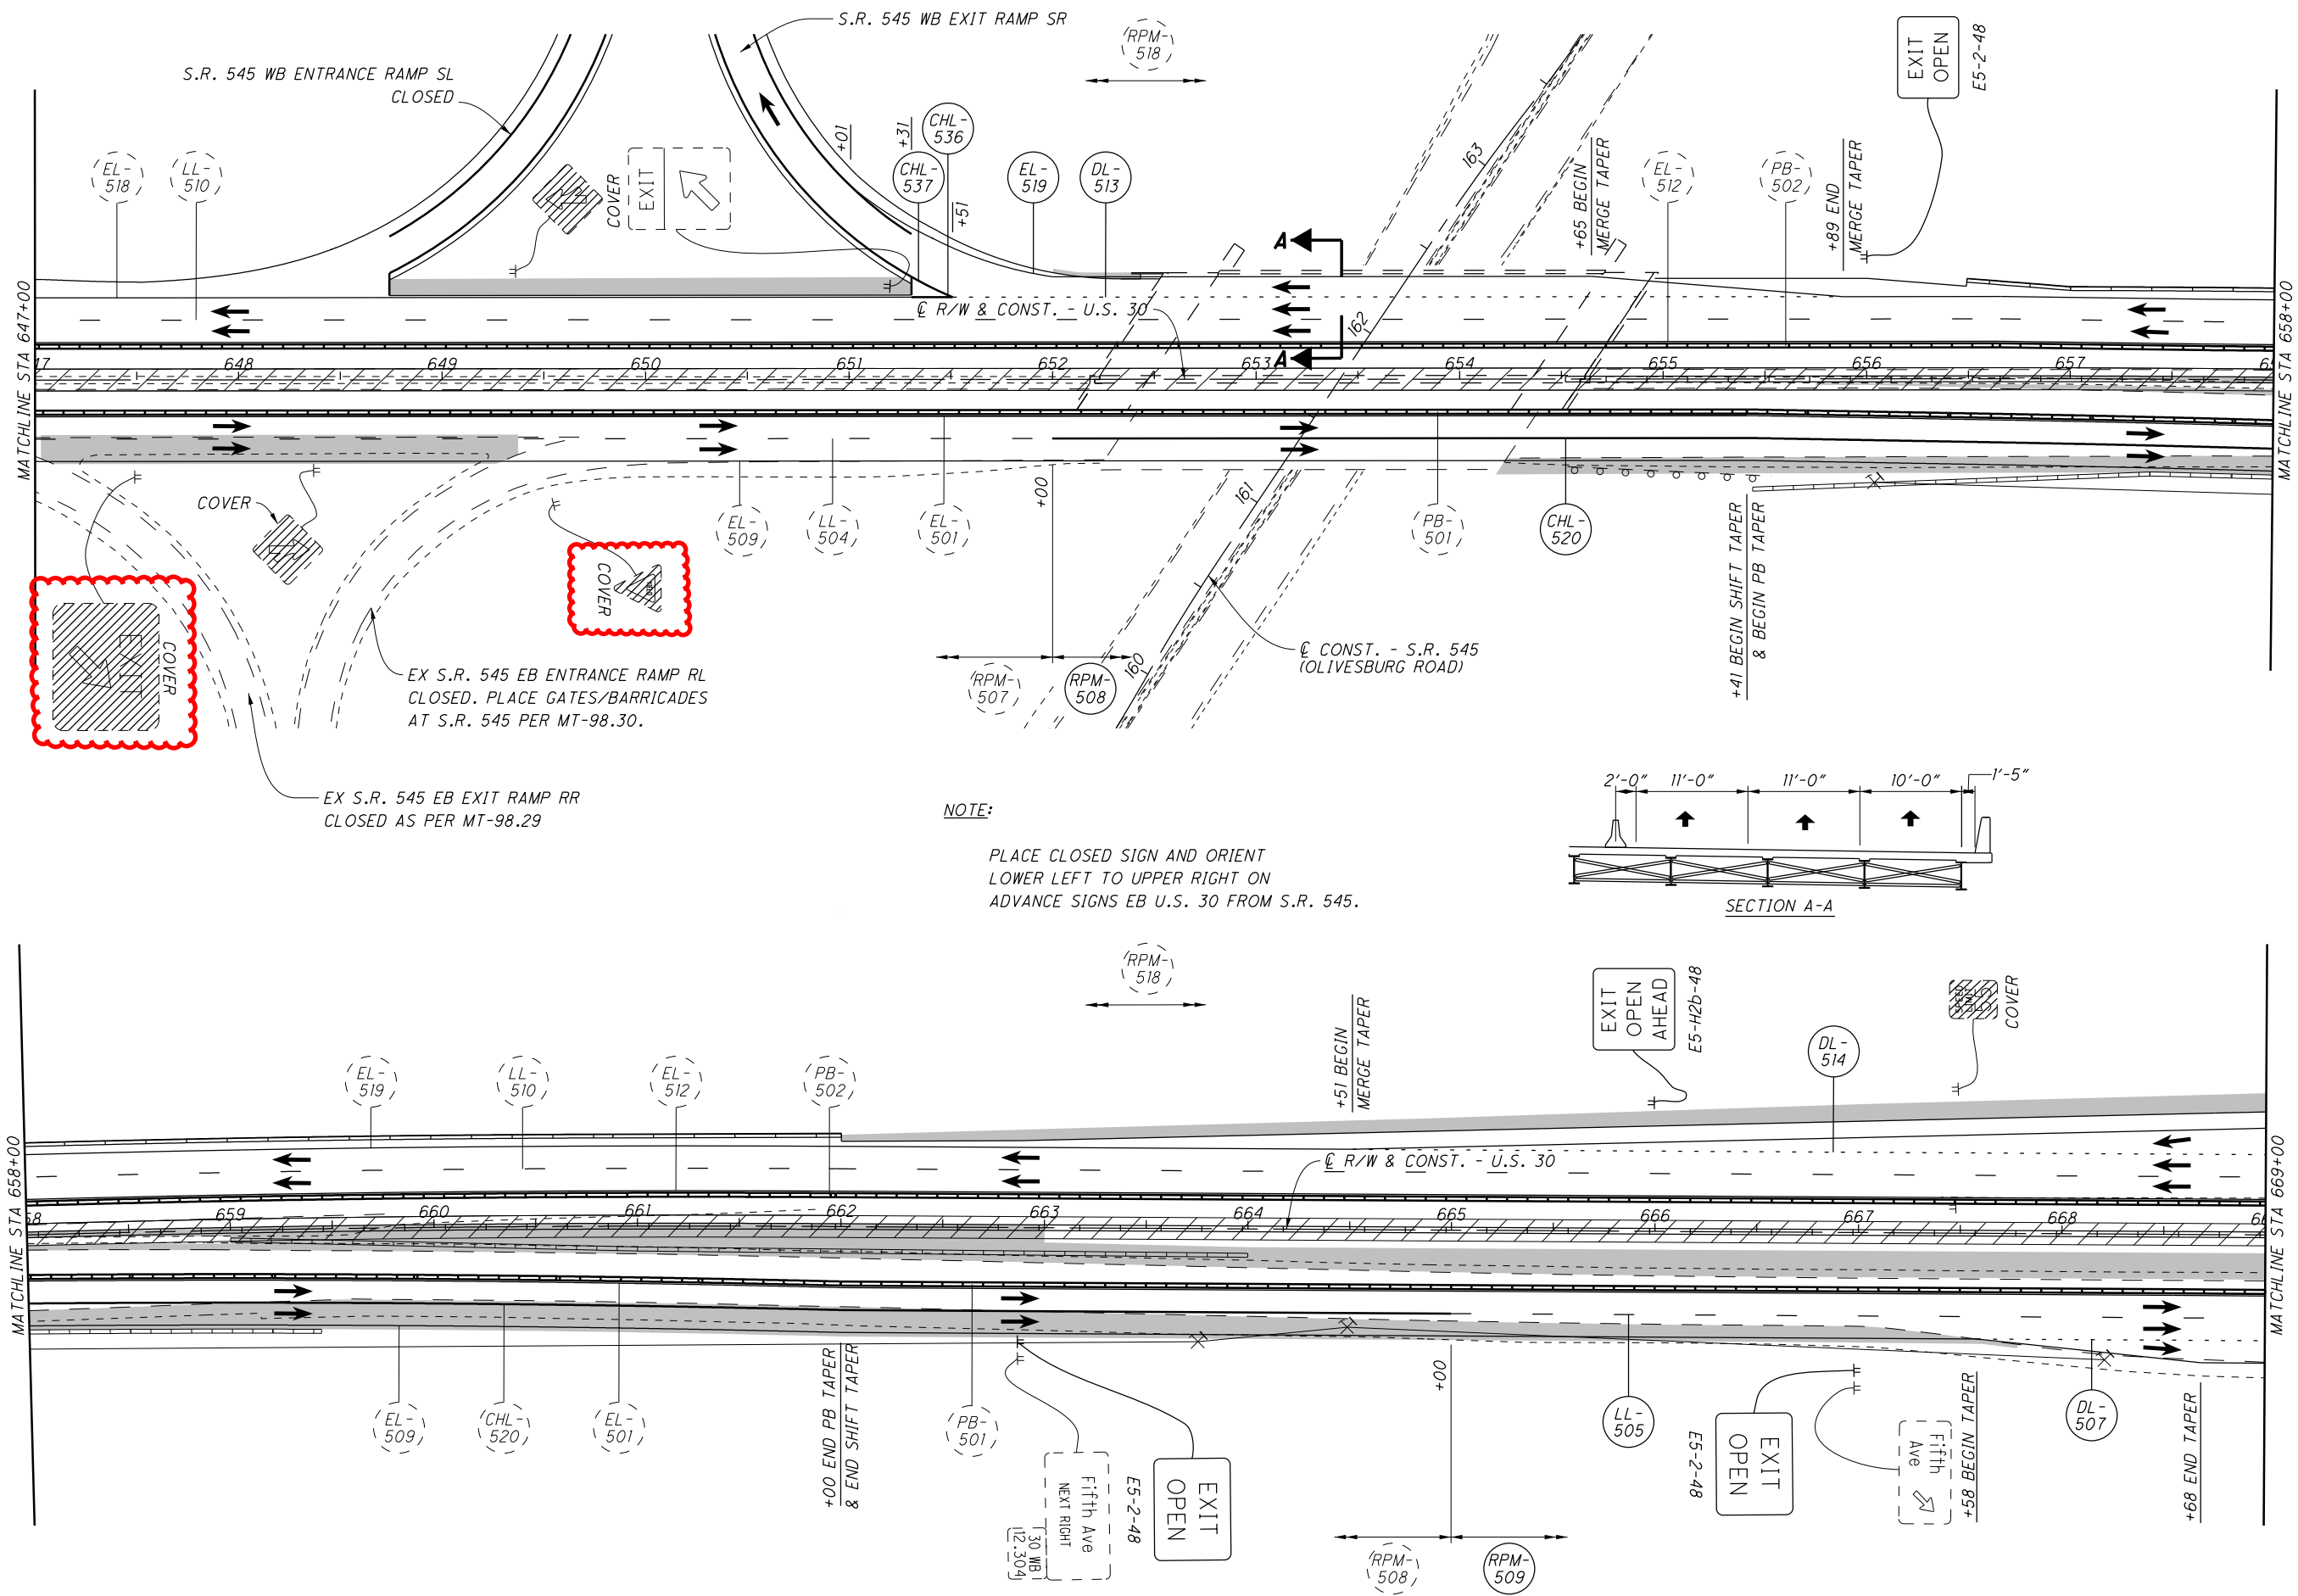 S.R. 545 WB EXIT RAMP SR
RPM-
518
EXIT
OPEN
E5-2-48
S.R. 545 WB ENTRANCE RAMP SL
CLOSED
EL-
518
LL-
510
COVER
EXIT
+01
+31
CHL-
536
CHL-
537
+51
EL-
519
DL-
513
A
163
+65 BEGIN
MERGE TAPER
EL-
512
PB-
502
+89 END
MERGE TAPER
MATCHLINE STA 647+00
℄ R/W & CONST. - U.S. 30
162
A
MATCHLINE STA 658+00
47
648
649
650
651
652
653
654
655
656
657
COVER
EL-
509
LL-
504
EL-
501
+00
161
PB-
501
CHL-
520
+41 BEGIN SHIFT TAPER
& BEGIN PB TAPER
COVER
EXIT
COVER
EX S.R. 545 EB ENTRANCE RAMP RL
CLOSED. PLACE GATES/BARRICADES
AT S.R. 545 PER MT-98.30.
RPM-
507
RPM-
508
160
℄ CONST. - S.R. 545
(OLIVESBURG ROAD)
EX S.R. 545 EB EXIT RAMP RR
CLOSED AS PER MT-98.29
NOTE:
PLACE CLOSED SIGN AND ORIENT
LOWER LEFT TO UPPER RIGHT ON
ADVANCE SIGNS EB U.S. 30 FROM S.R. 545.
2'-0" 11'-0" 11'-0" 10'-0" 1'-5"
SECTION A-A
RPM-
518
+51 BEGIN
MERGE TAPER
EXIT
OPEN
AHEAD
E5-H2b-48
DL-
514
SPEED
LIMIT
55
COVER
EL-
519
LL-
510
EL-
512
PB-
502
MATCHLINE STA 658+00
℄ R/W & CONST. - U.S. 30
MATCHLINE STA 669+00
58
659
660
661
662
663
664
665
666
667
668
EL-
509
CHL-
520
EL-
501
+00 END PB TAPER
& END SHIFT TAPER
PB-
501
30 WB
12.304
Fifth Ave
NEXT RIGHT
E5-2-48
EXIT
OPEN
+00
RPM-
508
RPM-
509
LL-
505
E5-2-48
EXIT
OPEN
Fifth
Ave
+58 BEGIN TAPER
DL-
507
+68 END TAPER